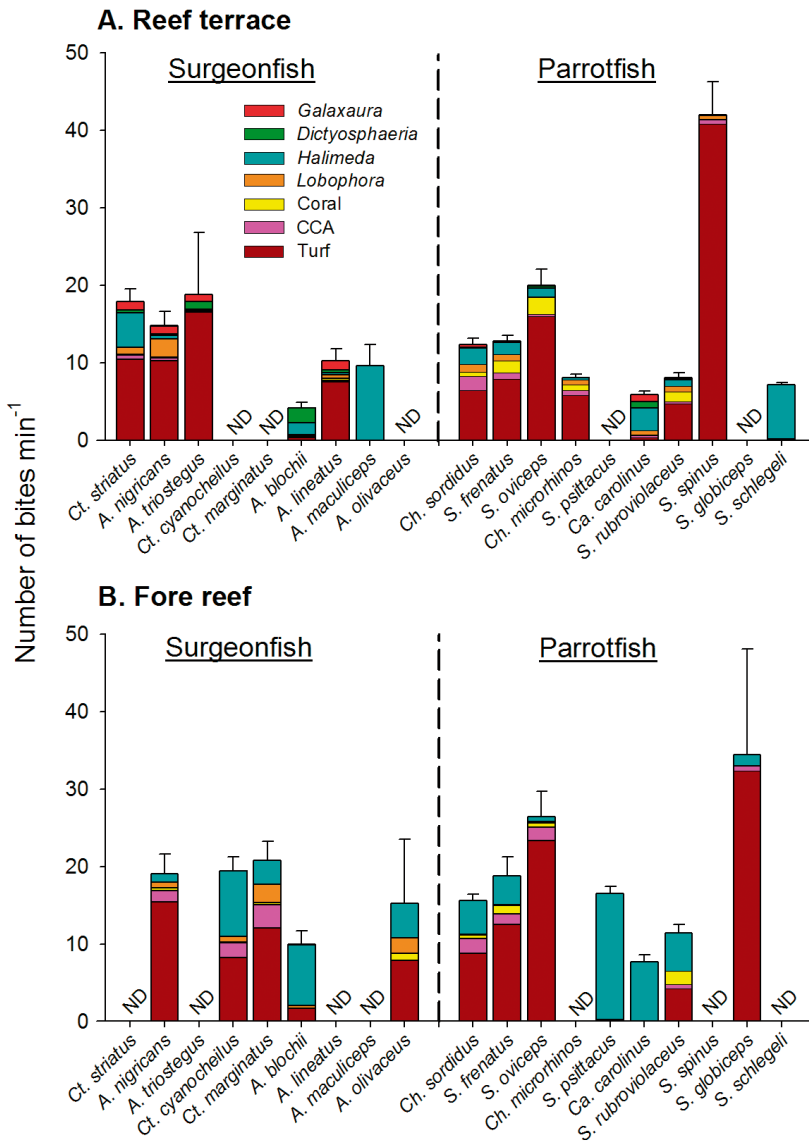 A. Reef terrace
Surgeonfish
Parrotfish
Galaxaura
Dictyosphaeria
Halimeda
Lobophora
Coral
CCA
Turf
50
40
30
20
10
0
ND
ND
ND
ND
ND
Ct. striatus
A. nigricans
A. triostegus
Ct. cyanochellus
Ct. marginatus
A. blochii
A. lineatus
A. maculiceps
A. olivaceus
Ch. sordidus
S. frenatus
S. oviceps
Ch. microrhinos
S. psittacus
Ca. carolinus
S. rubroviolaceus
S. spinus
S. globiceps
S. schlegeli
Number of bites min-1
B. Fore reef
Surgeonfish
Parrotfish
50
40
30
20
10
0
ND
ND
ND
ND
ND
ND
ND
Ct. striatus
A. nigricans
A. triostegus
Ct. cyanochellus
Ct. marginatus
A. blochii
A. lineatus
A. maculiceps
A. olivaceus
Ch. sordidus
S. frenatus
S. oviceps
Ch. microrhinos
S. psittacus
Ca. carolinus
S. rubroviolaceus
S. spinus
S. globiceps
S. schlegeli